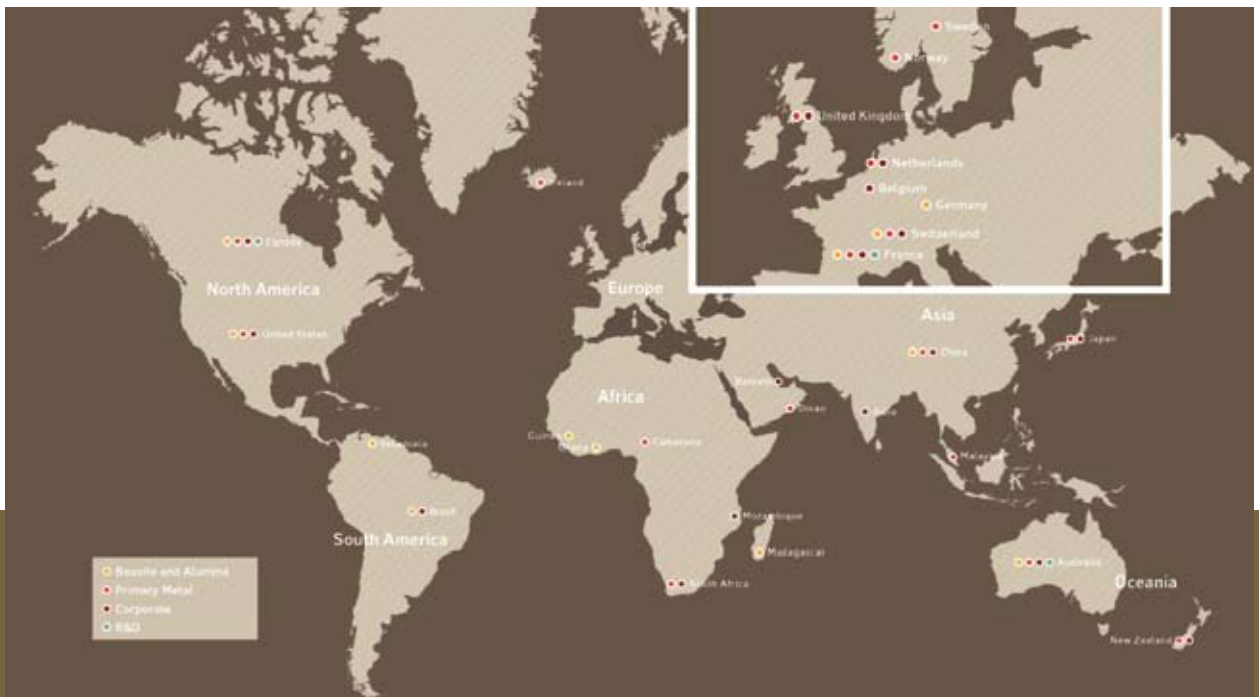 Sweden
Norway
United Kingdom
Netherlands
Belgium
Germany
Switzerland
France
Iceland
Canada
North America
United States
Europe
Asia
China
Japan
Africa
Bahrain
Oman
India
Guinea
Ghana
Cameroon
Malaysia
Venezuela
Brazil
South America
Mozambique
Madagascar
South Africa
Australia
Oceania
New Zealand
Bauxite and Alumina
Primary Metal
Corporate
R&D